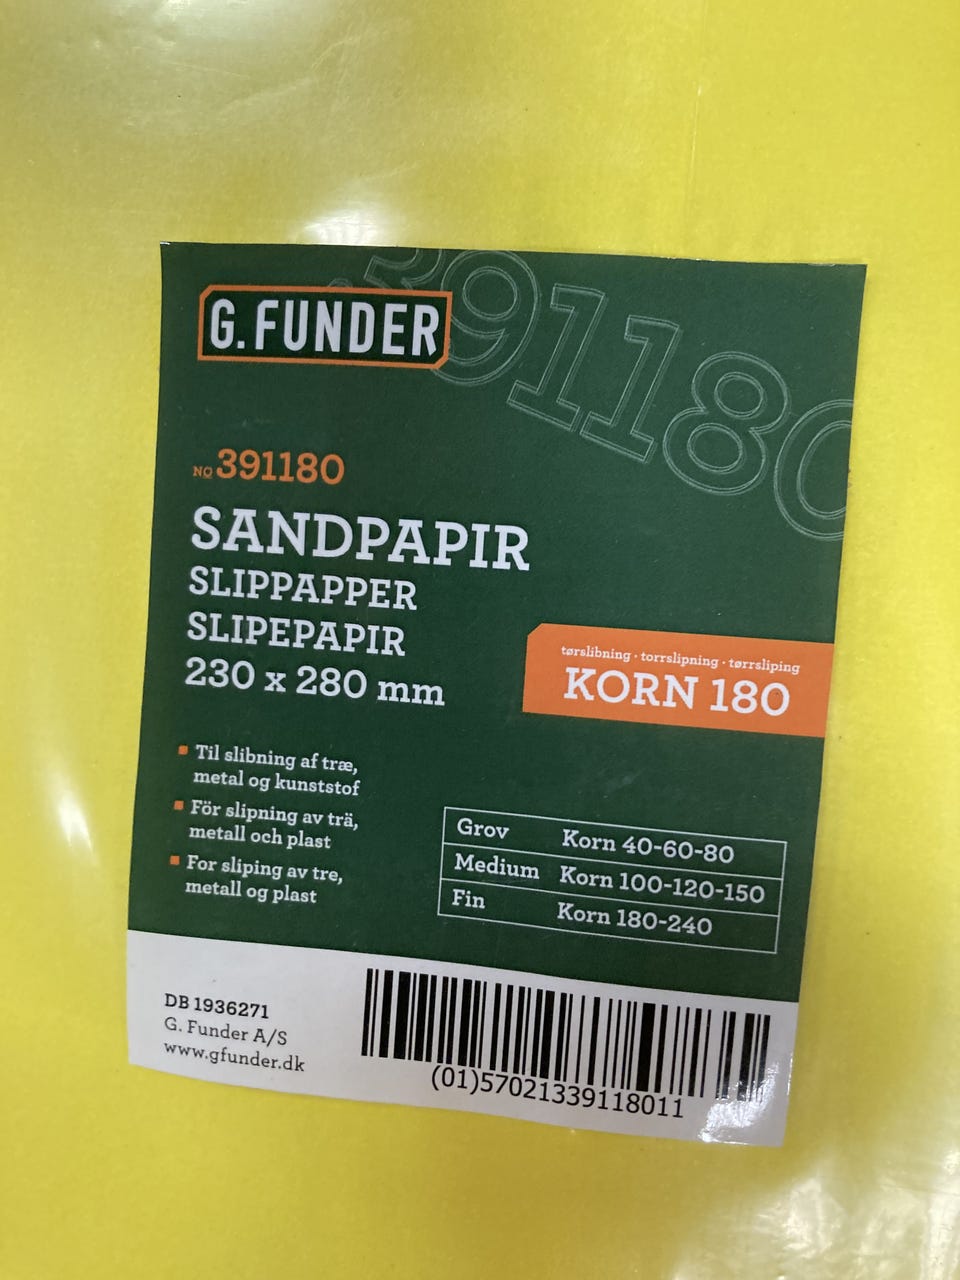 G. FUNDER
391180
NO 391180
SANDPAPIR
SLIPPAPPER
SLIPEPAPIR
230 x 280 mm
tørslibning · torrslipning · tørrsliping
KORN 180
Til slibning af træ,
metal og kunststof
För slipning av trä,
metall och plast
For sliping av tre,
metall og plast
Grov Korn 40-60-80
Medium Korn 100-120-150
Fin Korn 180-240
DB 1936271
G. Funder A/S
www.gfunder.dk
(01)57021339118011